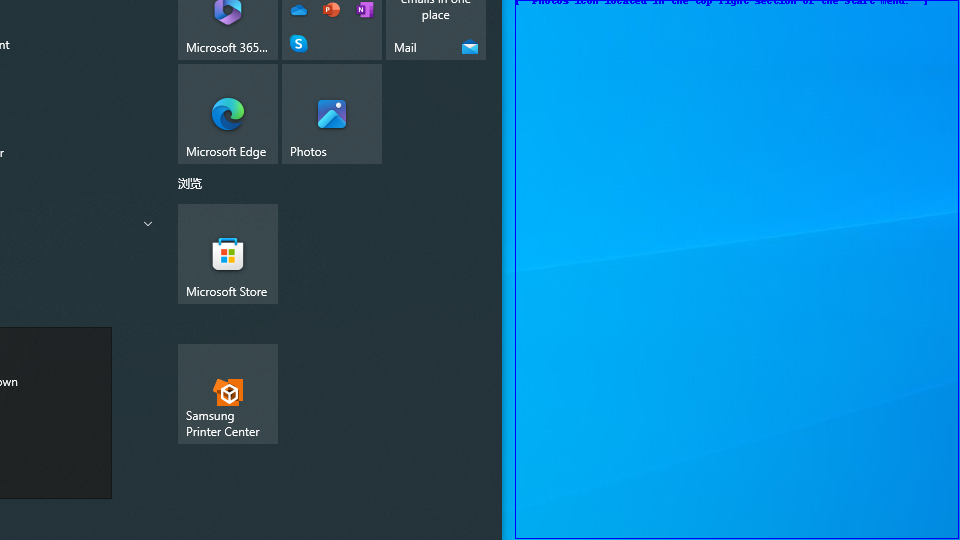 emails in one
place
Microsoft 365...
Mail
nt
Microsoft Edge
Photos
r
浏览
Microsoft Store
own
Samsung
Printer Center
[ "Photos icon located in the top right section of the start menu." ]